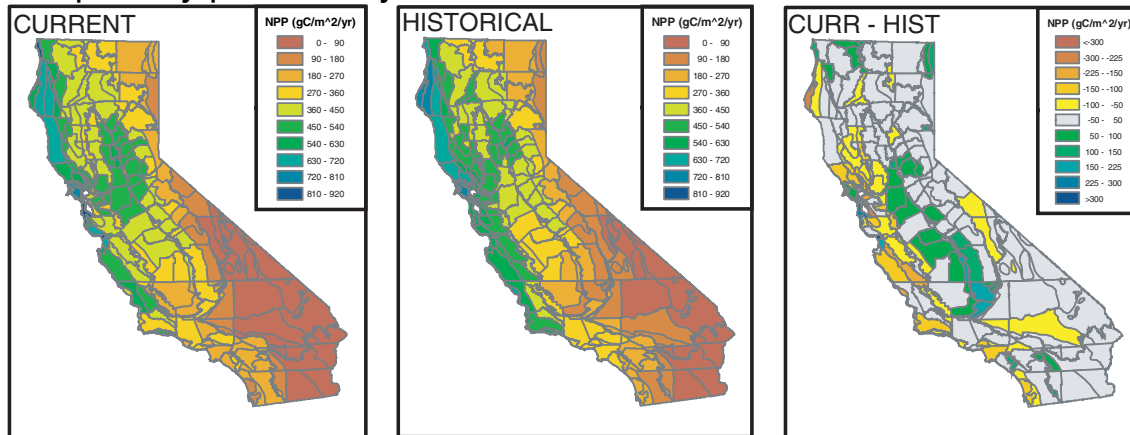 CURRENT
NPP (gC/m^2/yr)
0 - 90
90 - 180
180 - 270
270 - 360
360 - 450
450 - 540
540 - 630
630 - 720
720 - 810
810 - 920
HISTORICAL
NPP (gC/m^2/yr)
0 - 90
90 - 180
180 - 270
270 - 360
360 - 450
450 - 540
540 - 630
630 - 720
720 - 810
810 - 920
CURR - HIST
NPP (gC/m^2/yr)
<-300
-300 - -225
-225 - -150
-150 - -100
-100 - -50
-50 - 50
50 - 100
100 - 150
150 - 225
225 - 300
>300